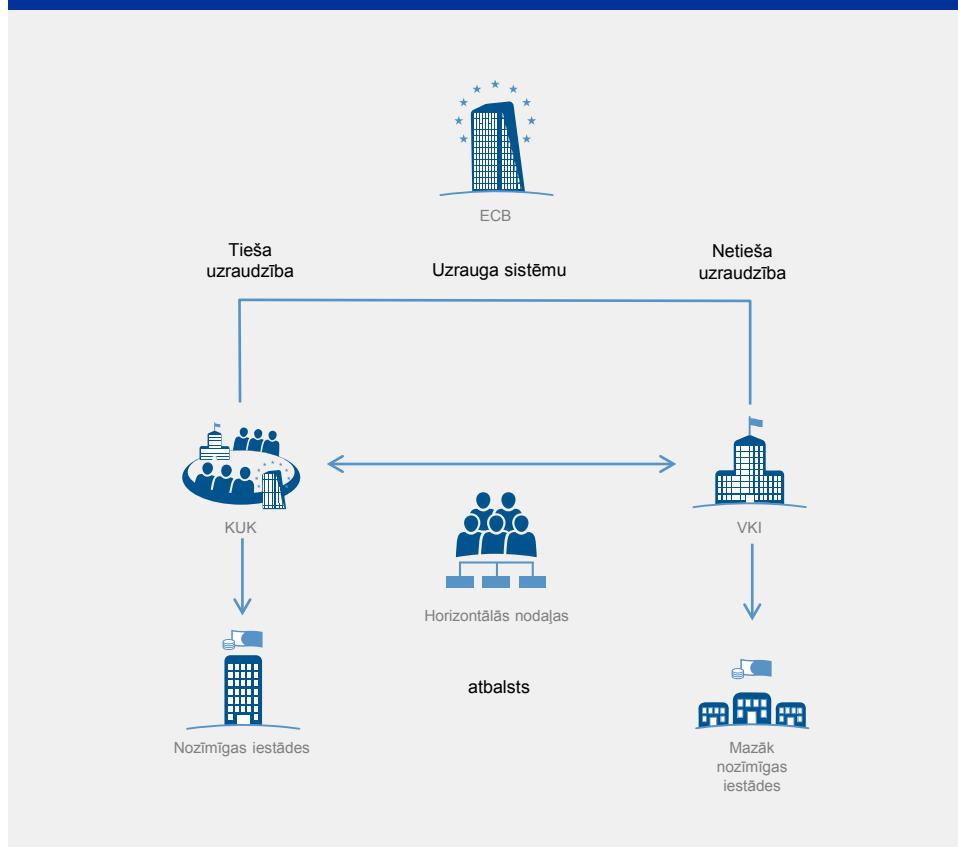 ECB
Tieša
uzraudzība
Uzrauga sistēmu
Netieša
uzraudzība
KUK
VKI
Horizontālās nodaļas
atbalsts
Nozīmīgas iestādes
Mazāk
nozīmīgas
iestādes